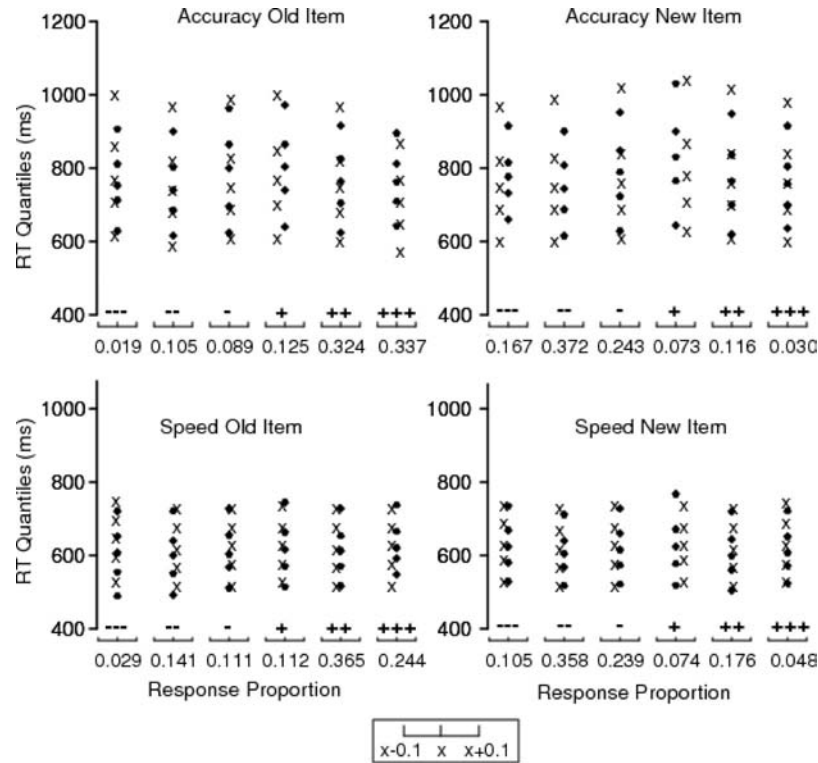 Accuracy Old Item
Accuracy New Item
RT Quantiles (ms)
1200
1000
800
600
400
--- -- - + ++ +++
0.019 0.105 0.089 0.125 0.324 0.337
1200
1000
800
600
400
--- -- - + ++ +++
0.167 0.372 0.243 0.073 0.116 0.030
Speed Old Item
Speed New Item
RT Quantiles (ms)
1000
800
600
400
--- -- - + ++ +++
0.029 0.141 0.111 0.112 0.365 0.244
1000
800
600
400
--- -- - + ++ +++
0.105 0.358 0.239 0.074 0.176 0.048
Response Proportion
Response Proportion
x-0.1 x x+0.1